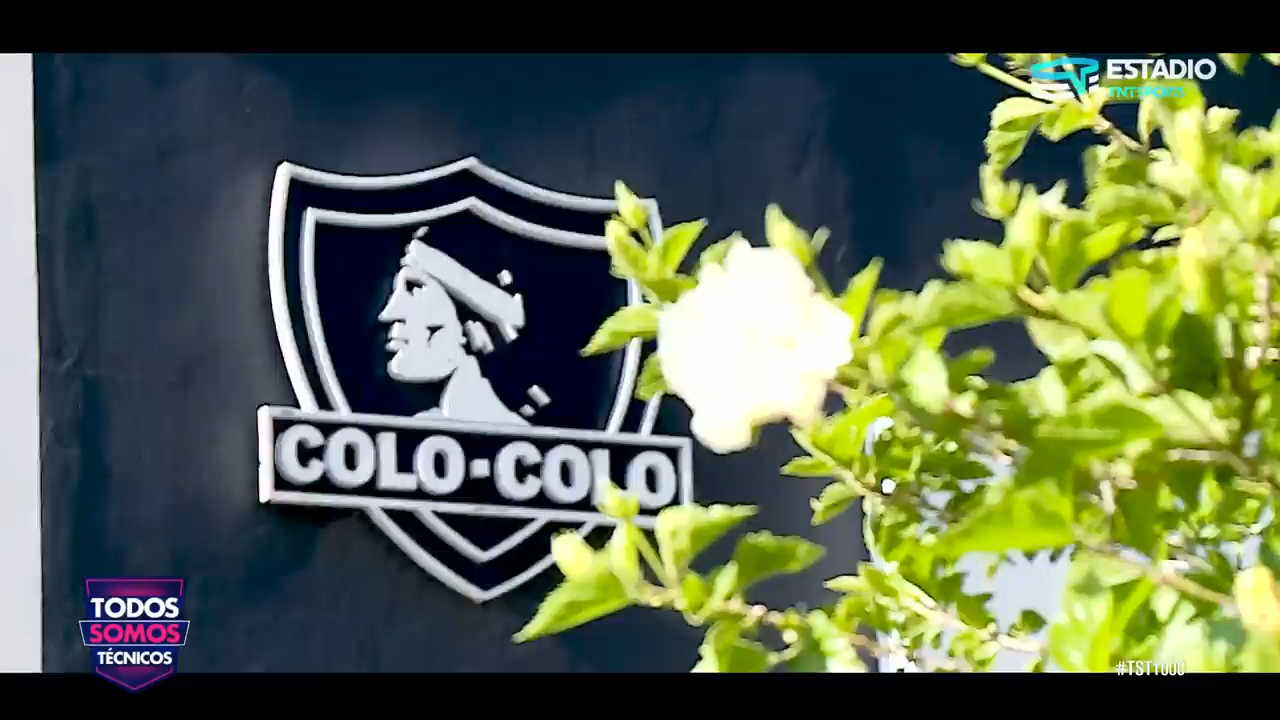 ESTADIO
TNT SPORTS
COLO-COLO
TODOS
SOMOS
TÉCNICOS
#TST1000